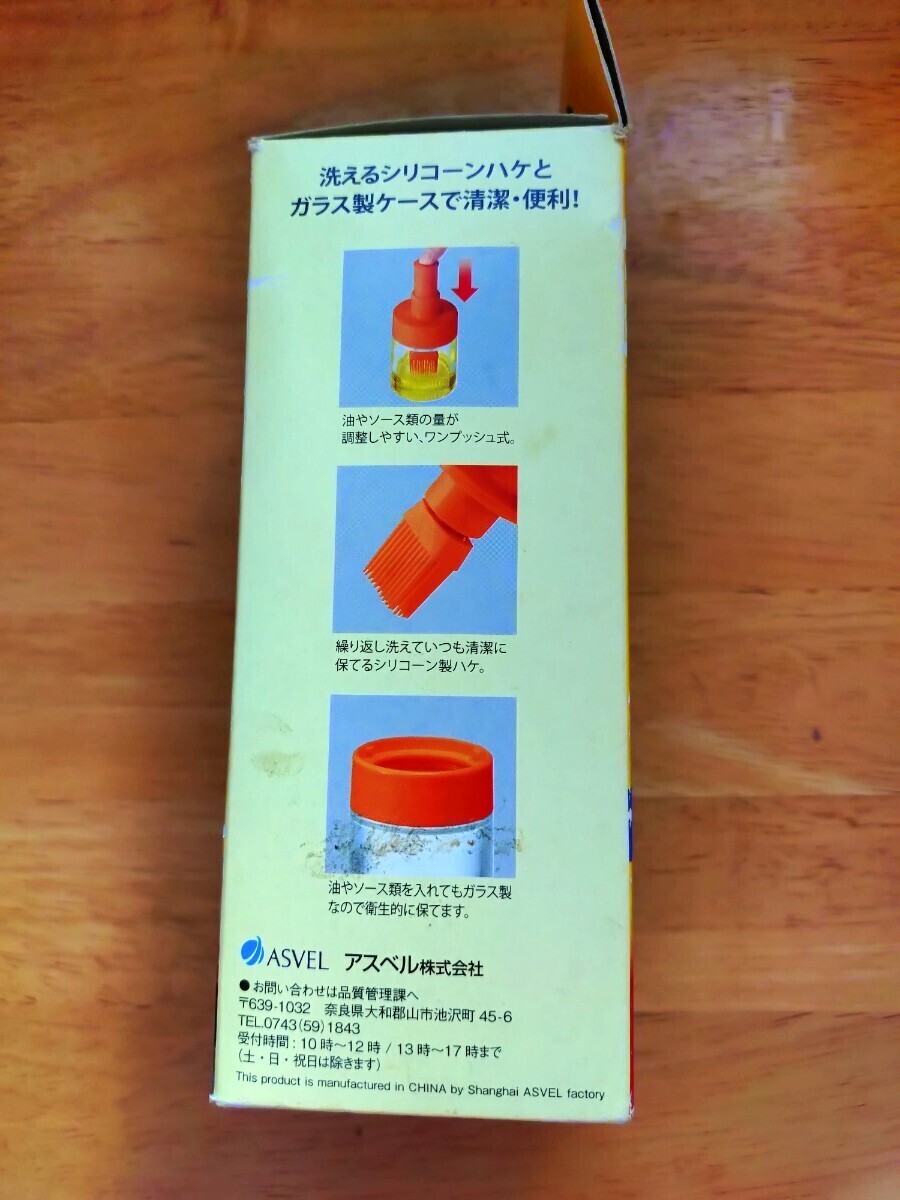 洗えるシリコーンハケと
ガラス製ケースで清潔・便利!
油やソース類の量が
調整しやすい、ワンプッシュ式。
繰り返し洗えていつも清潔に
保てるシリコーン製ハケ。
油やソース類を入れてもガラス製
なので衛生的に保てます。
ASVEL アスベル株式会社
●お問い合わせは品質管理課へ
〒639-1032 奈良県大和郡山市池沢町 45-6
TEL.0743(59)1843
受付時間：10時～12時 / 13時～17時まで
(土・日・祝日は除きます)
This product is manufactured in CHINA by Shanghai ASVEL factory